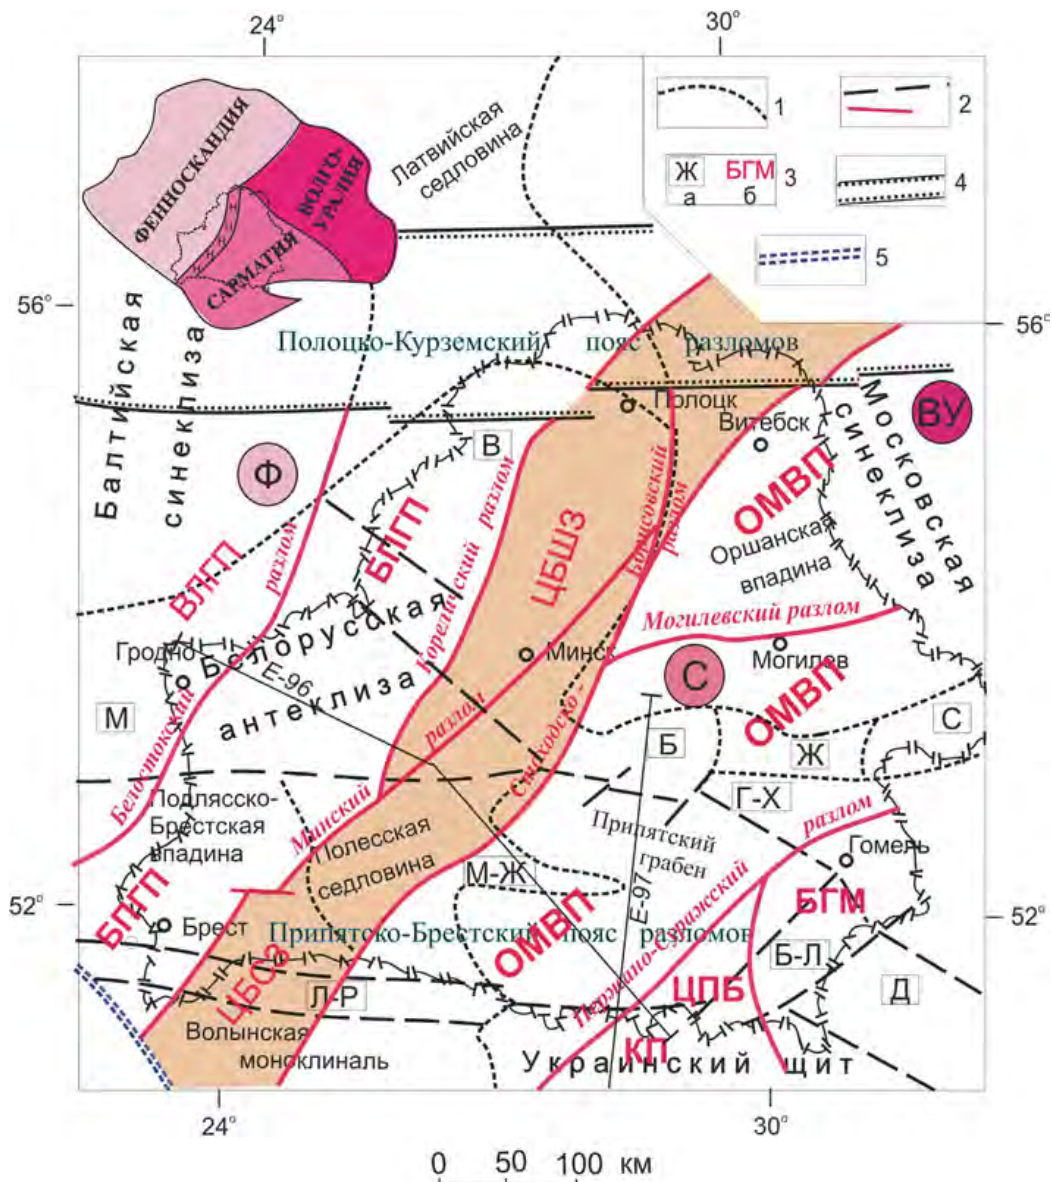 24°
30°
ФЕННОСКАНДИЯ
ВОЛГО-
УРАЛИЯ
САРМАТИЯ
Латвийская
седловина
1
2
Ж
а
БГМ
б
3
4
5
56°
56°
Балтийская
синеклиза
Полоцко-Курземский пояс разломов
Полоцк
Витебск
Московская
синеклиза
ВУ
Ф
В
ОМВП
Оршанская
впадина
БЛГП
ВЛГП
разлом
Кореличский разлом
ЦБШЗ
Борисовский
разлом
Могилевский разлом
Могилев
Гродно
Белорусская
антеклиза
Е-96
Минск
С
ОМВП
М
Белостокский
разлом
Б
Ж
С
Г-Х
разлом
Подлясско-
Брестская
впадина
Минский
Полесская
седловина
Припятский
грабен
Гомель
М-Ж
Е-97
52°
52°
БПГП
Брест
Припятско-Брестский пояс разломов
ОМВП
БГМ
Б-Л
Д
ЦБСЗ
Л-Р
ЦПБ
Волынская
моноклиналь
КП
Украинский щит
24°
30°
0 50 100 км